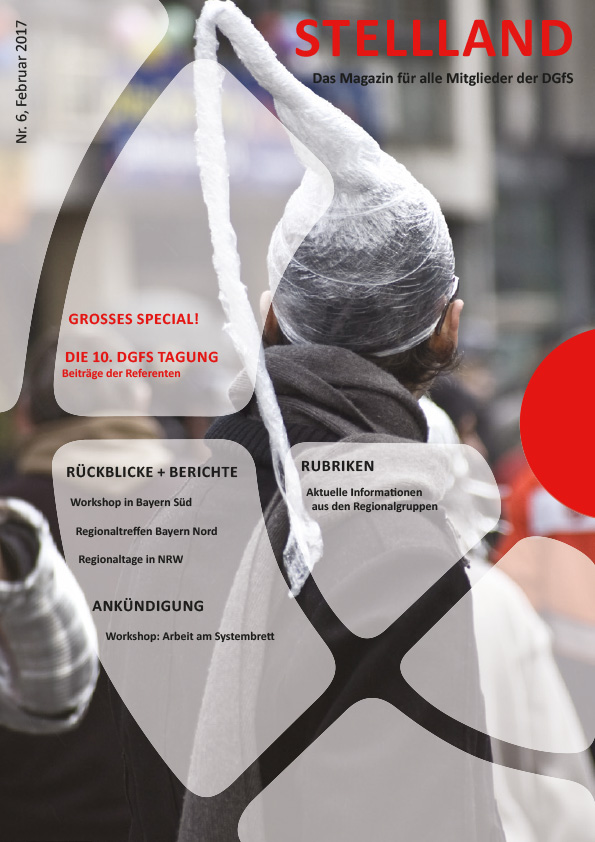 Nr. 6, Februar 2017
STELLLAND
Das Magazin für alle Mitglieder der DGfS
GROSSES SPECIAL!
DIE 10. DGFS TAGUNG
Beiträge der Referenten
RÜCKBLICKE + BERICHTE
Workshop in Bayern Süd
Regionaltreffen Bayern Nord
Regionaltage in NRW
ANKÜNDIGUNG
Workshop: Arbeit am Systembrett
RUBRIKEN
Aktuelle Informationen
aus den Regionalgruppen